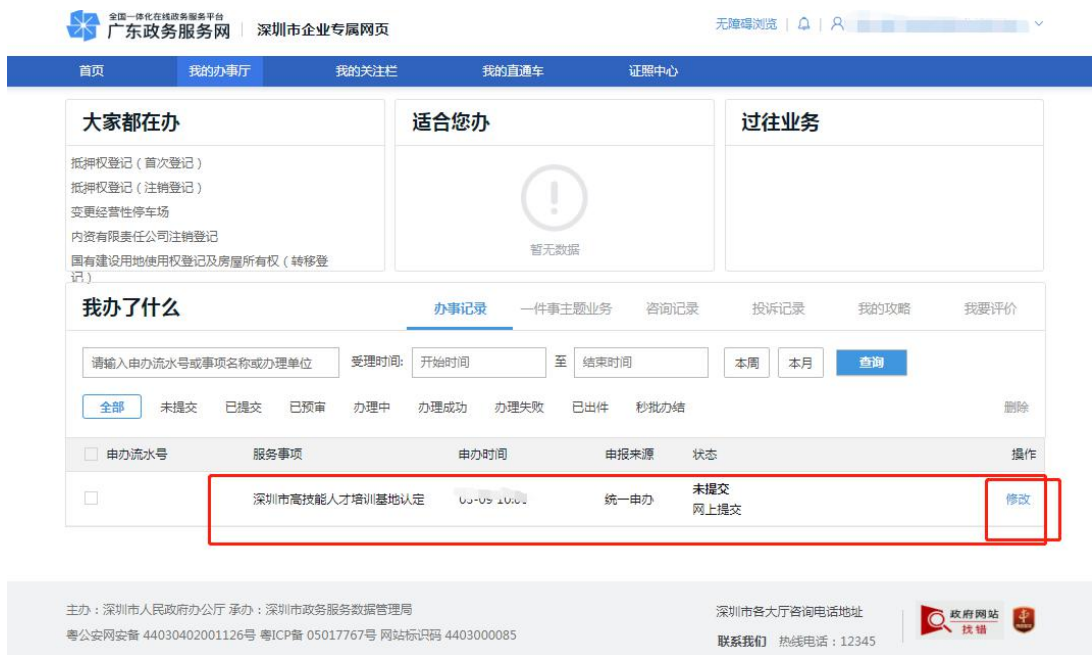 全国一体化在线政务服务平台
广东政务服务网 深圳市企业专属网页
无障碍浏览
首页 我的办事厅 我的关注栏 我的直通车 证照中心
大家都在办
抵押权登记（首次登记）
抵押权登记（注销登记）
变更经营性停车场
内资有限责任公司注销登记
国有建设用地使用权登记及房屋所有权（转移登
记）
适合您办
暂无数据
过往业务
我办了什么 办事记录 一件事主题业务 咨询记录 投诉记录 我的攻略 我要评价
请输入申办流水号或事项名称或办理单位 受理时间: 开始时间 至 结束时间 本周 本月 查询
全部 未提交 已提交 已预审 办理中 办理成功 办理失败 已出件 秒批办结 删除
申办流水号 服务事项 申办时间 申报来源 状态 操作
深圳市高技能人才培训基地认定 统一申办 未提交 修改
网上提交
主办：深圳市人民政府办公厅 承办：深圳市政务服务数据管理局
粤公安网安备 44030402001126号 粤ICP备 05017767号 网站标识码 4403000085
深圳市各大厅咨询电话地址
联系我们 热线电话：12345
政府网站
找错